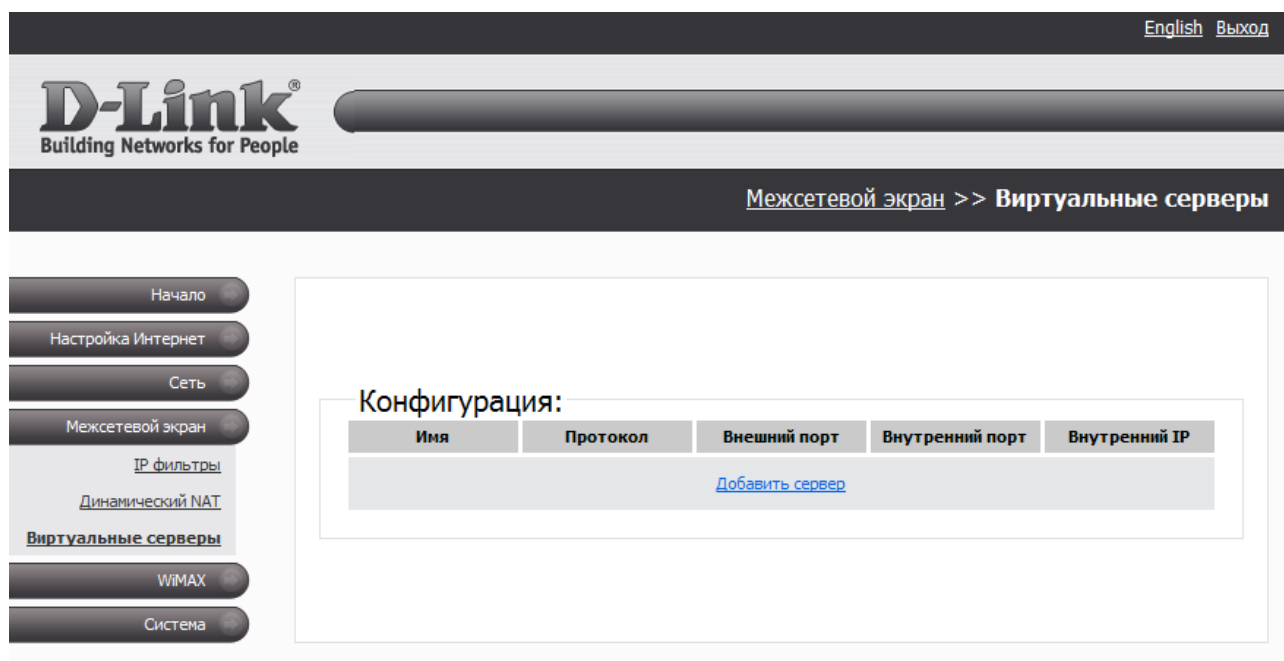 English Выход
D-Link®
Building Networks for People
Межсетевой экран >> Виртуальные серверы
Начало
Настройка Интернет
Сеть
Межсетевой экран
IP фильтры
Динамический NAT
Виртуальные серверы
WiMAX
Система
Конфигурация:
Имя Протокол Внешний порт Внутренний порт Внутренний IP
Добавить сервер